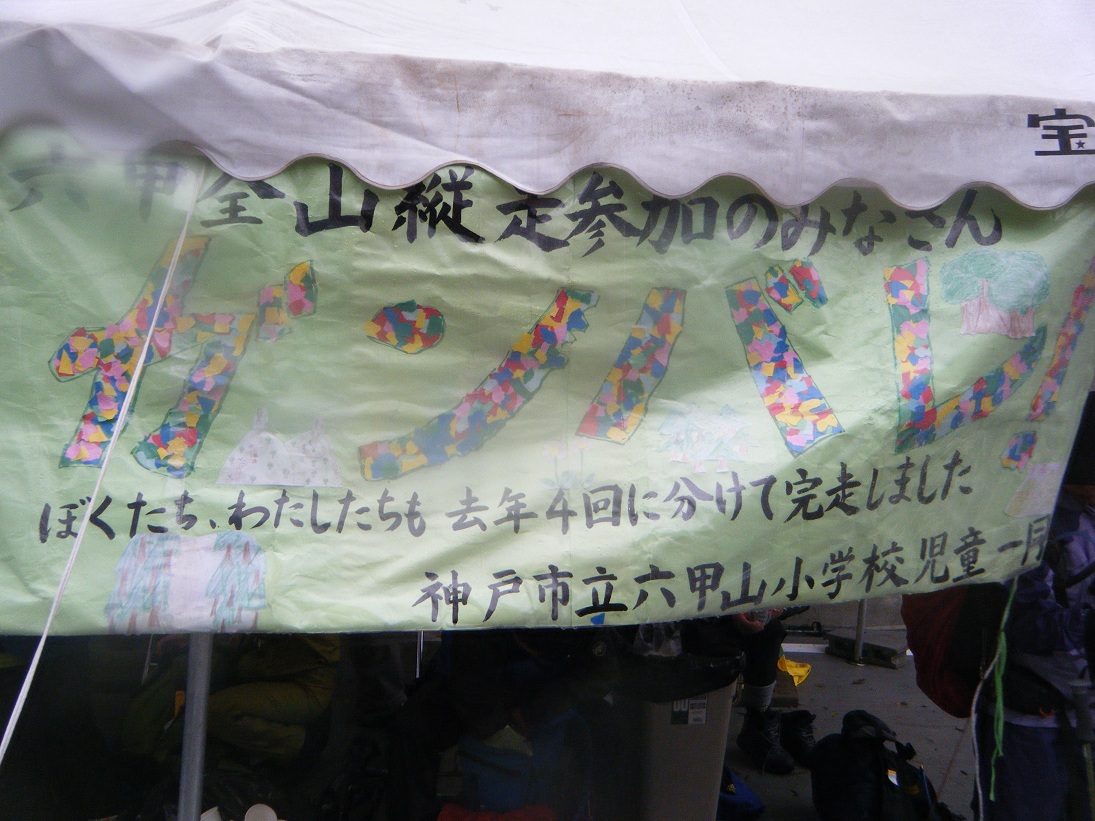 宝
六甲全山縦走参加のみなさん
ガンバレ!
ぼくたち、わたしたちも 去年4回に分けて完走しました
神戸市立六甲山小学校児童一同